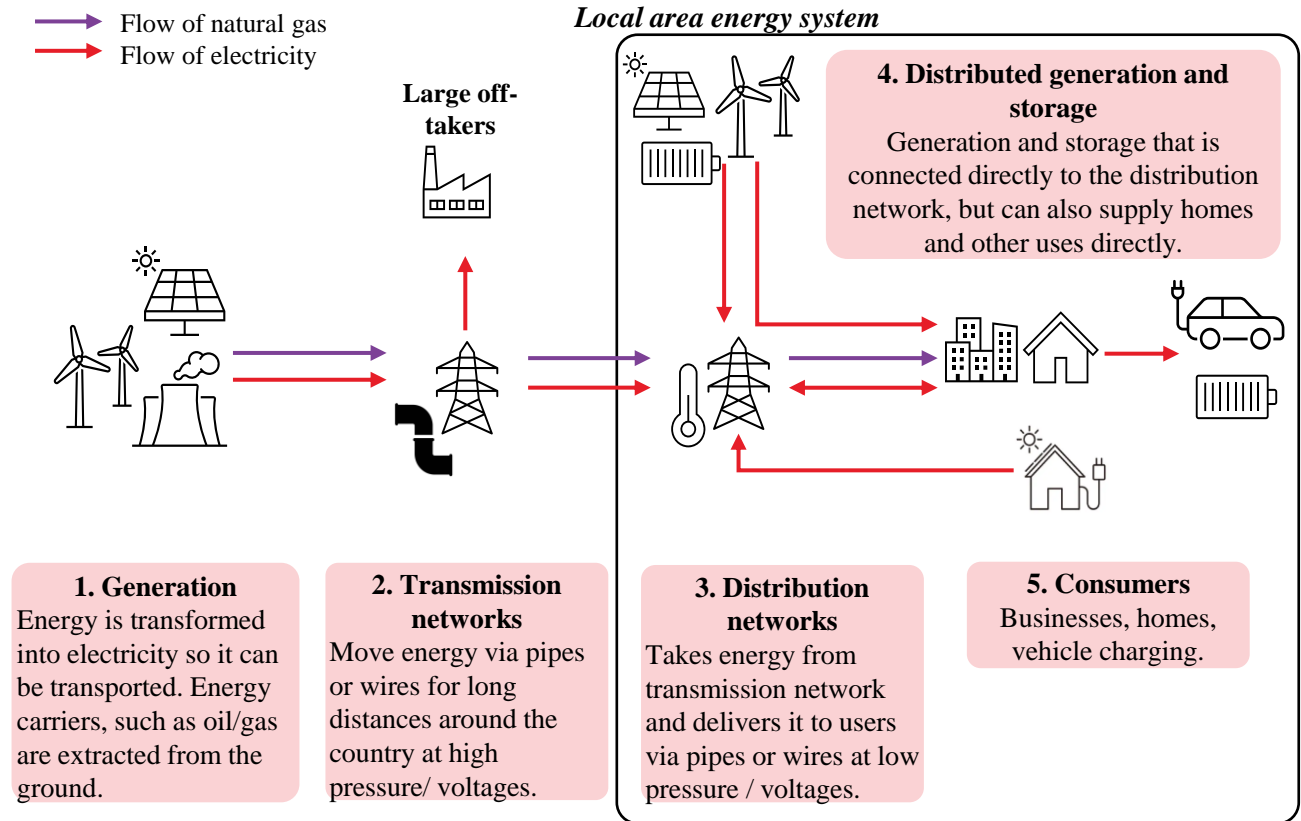 Flow of natural gas
Flow of electricity
Local area energy system
Large off-
takers
4. Distributed generation and
storage
Generation and storage that is
connected directly to the distribution
network, but can also supply homes
and other uses directly.
1. Generation
Energy is transformed
into electricity so it can
be transported. Energy
carriers, such as oil/gas
are extracted from the
ground.
2. Transmission
networks
Move energy via pipes
or wires for long
distances around the
country at high
pressure/ voltages.
3. Distribution
networks
Takes energy from
transmission network
and delivers it to users
via pipes or wires at low
pressure / voltages.
5. Consumers
Businesses, homes,
vehicle charging.